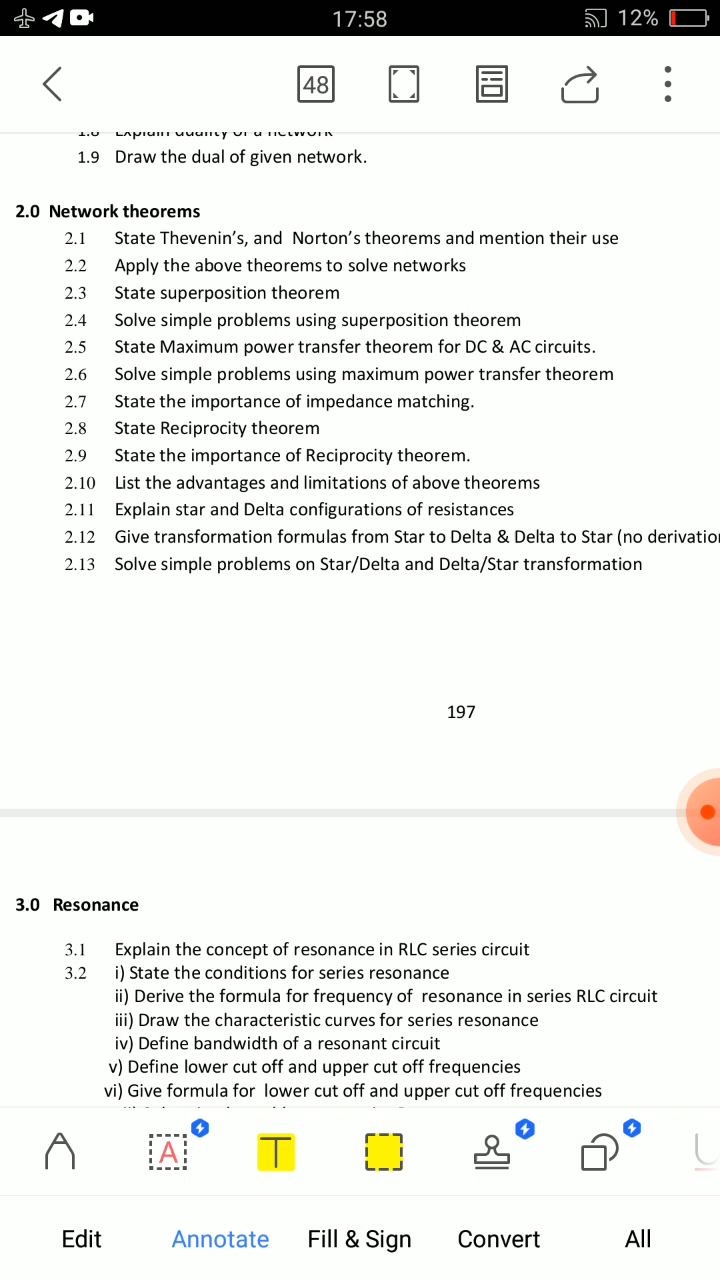 17:58
12%
48
1.8 Explain duality of a network
1.9 Draw the dual of given network.
2.0 Network theorems
2.1 State Thevenin's, and Norton's theorems and mention their use
2.2 Apply the above theorems to solve networks
2.3 State superposition theorem
2.4 Solve simple problems using superposition theorem
2.5 State Maximum power transfer theorem for DC & AC circuits.
2.6 Solve simple problems using maximum power transfer theorem
2.7 State the importance of impedance matching.
2.8 State Reciprocity theorem
2.9 State the importance of Reciprocity theorem.
2.10 List the advantages and limitations of above theorems
2.11 Explain star and Delta configurations of resistances
2.12 Give transformation formulas from Star to Delta & Delta to Star (no derivation
2.13 Solve simple problems on Star/Delta and Delta/Star transformation
197
3.0 Resonance
3.1 Explain the concept of resonance in RLC series circuit
3.2 i) State the conditions for series resonance
ii) Derive the formula for frequency of resonance in series RLC circuit
iii) Draw the characteristic curves for series resonance
iv) Define bandwidth of a resonant circuit
v) Define lower cut off and upper cut off frequencies
vi) Give formula for lower cut off and upper cut off frequencies
A
T
U
Edit Annotate Fill & Sign Convert All